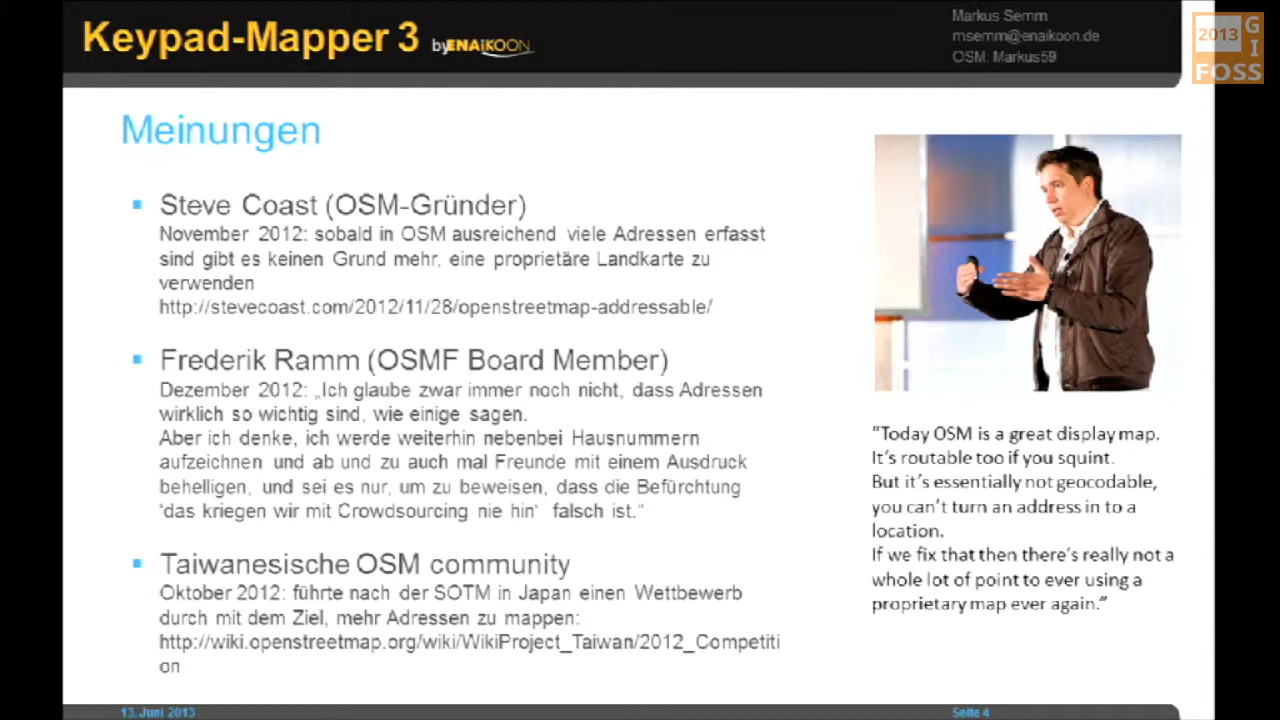 Keypad-Mapper 3 by ENAiKOON
Markus Semm
msemm@enaikoon.de
OSM: Markus59
2013
GIS
FOSS
Meinungen
Steve Coast (OSM-Gründer)
November 2012: sobald in OSM ausreichend viele Adressen erfasst
sind gibt es keinen Grund mehr, eine proprietäre Landkarte zu
verwenden
http://stevecoast.com/2012/11/28/openstreetmap-addressable/
Frederik Ramm (OSMF Board Member)
Dezember 2012: „Ich glaube zwar immer noch nicht, dass Adressen
wirklich so wichtig sind, wie einige sagen.
Aber ich denke, ich werde weiterhin nebenbei Hausnummern
aufzeichnen und ab und zu auch mal Freunde mit einem Ausdruck
behelligen, und sei es nur, um zu beweisen, dass die Befürchtung
‘das kriegen wir mit Crowdsourcing nie hin‘ falsch ist.“
Taiwanesische OSM community
Oktober 2012: führte nach der SOTM in Japan einen Wettbewerb
durch mit dem Ziel, mehr Adressen zu mappen:
http://wiki.openstreetmap.org/wiki/WikiProject_Taiwan/2012_Competiti
on
"Today OSM is a great display map.
It's routable too if you squint.
But it's essentially not geocodable,
you can't turn an address in to a
location.
If we fix that then there's really not a
whole lot of point to ever using a
proprietary map ever again."
13.Juni 2013
Seite 4